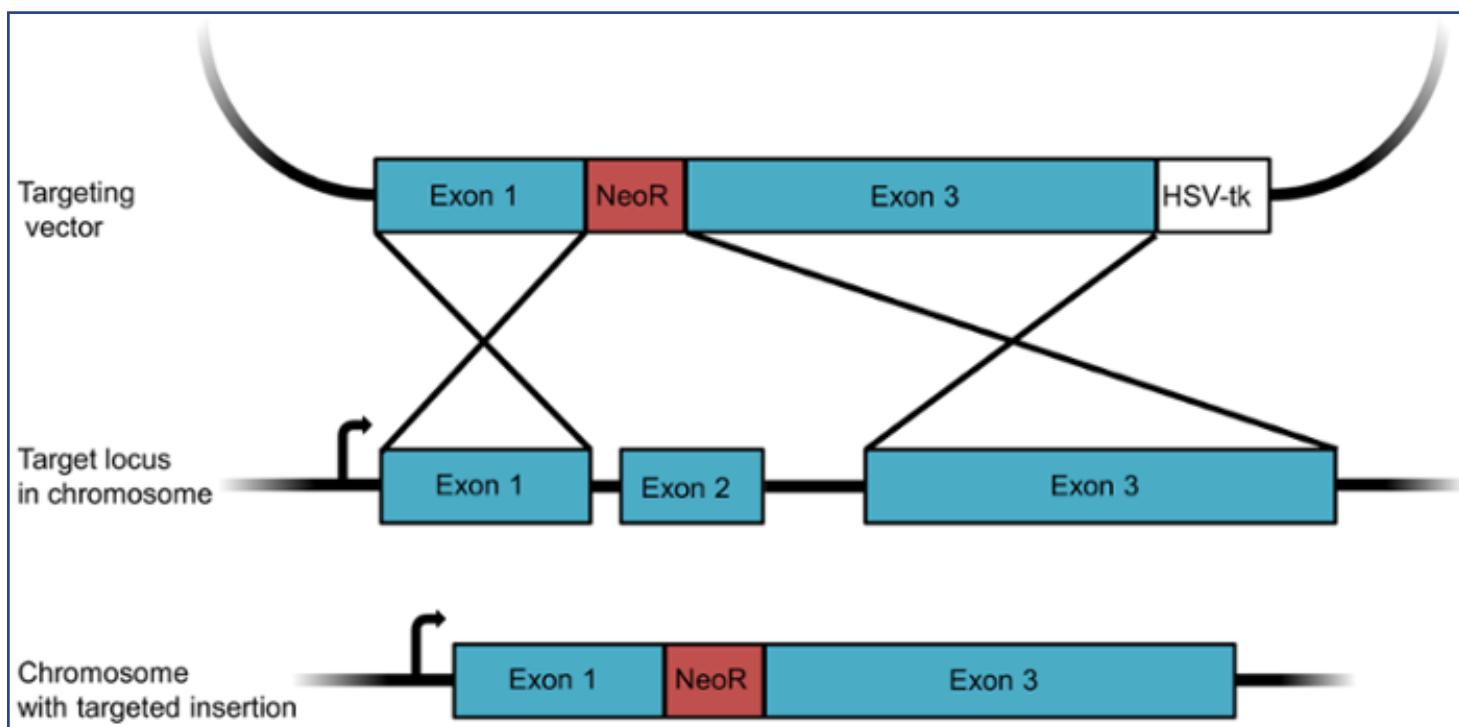 Targeting
vector
Exon 1
NeoR
Exon 3
HSV-tk
Target locus
in chromosome
Exon 1
Exon 2
Exon 3
Chromosome
with targeted insertion
Exon 1
NeoR
Exon 3